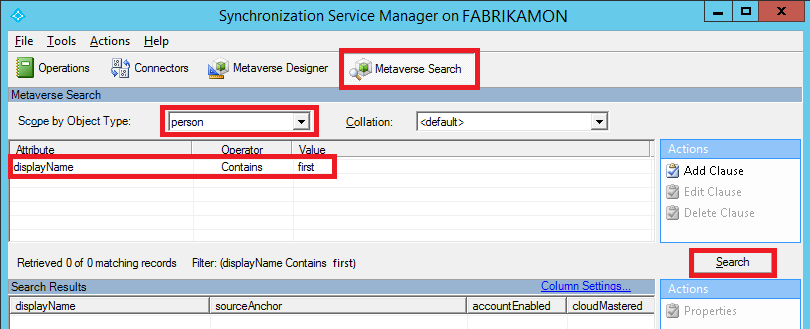 Synchronization Service Manager on FABRIKAMON
File Tools Actions Help
Operations Connectors Metaverse Designer Metaverse Search
Metaverse Search
Scope by Object Type: person Collation: <default>
Attribute Operator Value
displayName Contains first
Actions
Add Clause
Edit Clause
Delete Clause
Retrieved 0 of 0 matching records Filter: (displayName Contains first)
Search
Search Results Column Settings...
displayName sourceAnchor accountEnabled cloudMastered
Actions
Properties